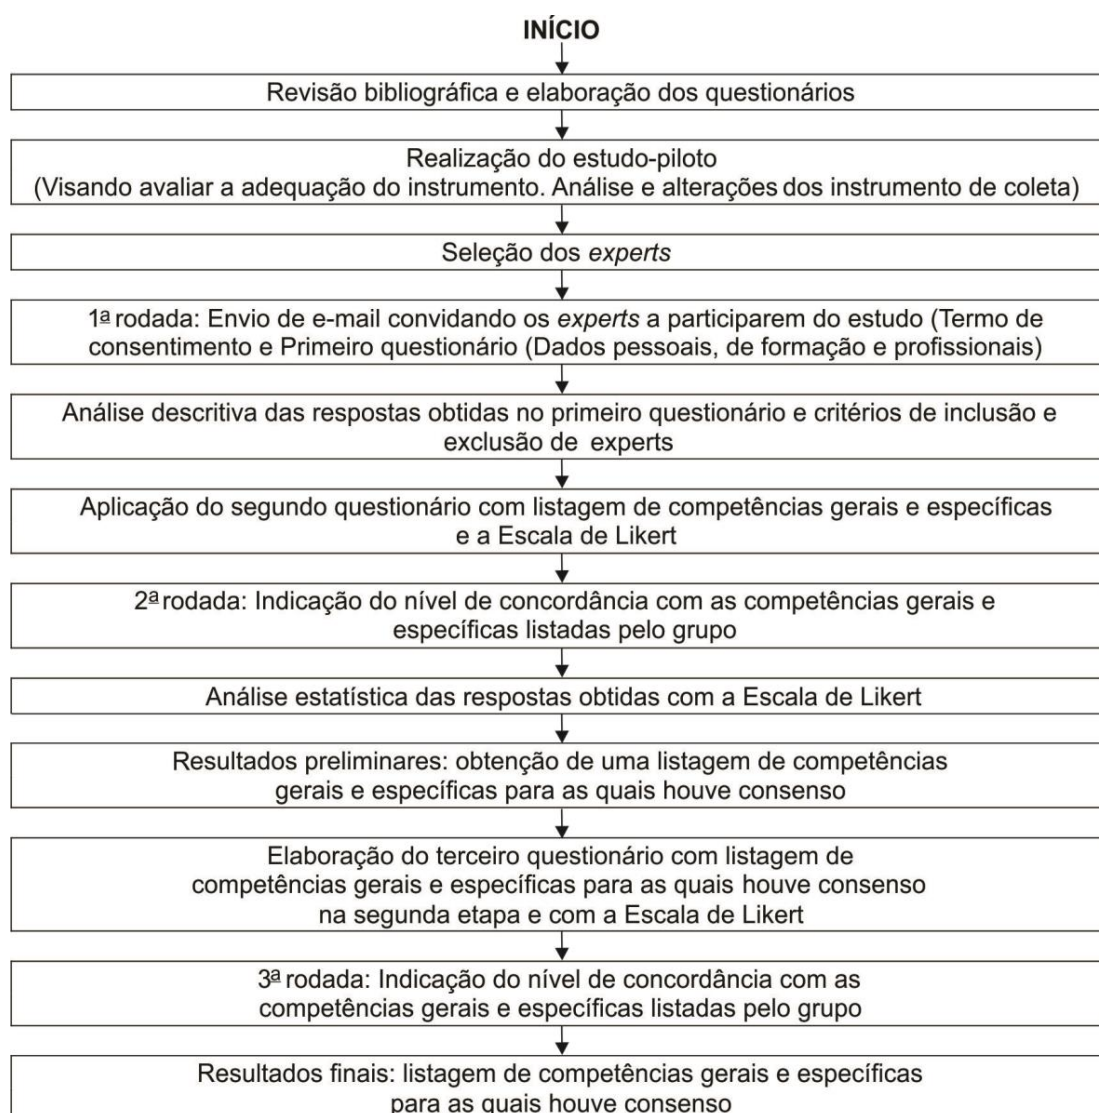 INÍCIO
Revisão bibliográfica e elaboração dos questionários
Realização do estudo-piloto
(Visando avaliar a adequação do instrumento. Análise e alterações dos instrumento de coleta)
Seleção dos experts
1ª rodada: Envio de e-mail convidando os experts a participarem do estudo (Termo de
consentimento e Primeiro questionário (Dados pessoais, de formação e profissionais)
Análise descritiva das respostas obtidas no primeiro questionário e critérios de inclusão e
exclusão de experts
Aplicação do segundo questionário com listagem de competências gerais e específicas
e a Escala de Likert
2ª rodada: Indicação do nível de concordância com as competências gerais e
específicas listadas pelo grupo
Análise estatística das respostas obtidas com a Escala de Likert
Resultados preliminares: obtenção de uma listagem de competências
gerais e específicas para as quais houve consenso
Elaboração do terceiro questionário com listagem de
competências gerais e específicas para as quais houve consenso
na segunda etapa e com a Escala de Likert
3ª rodada: Indicação do nível de concordância com as
competências gerais e específicas listadas pelo grupo
Resultados finais: listagem de competências gerais e específicas
para as quais houve consenso